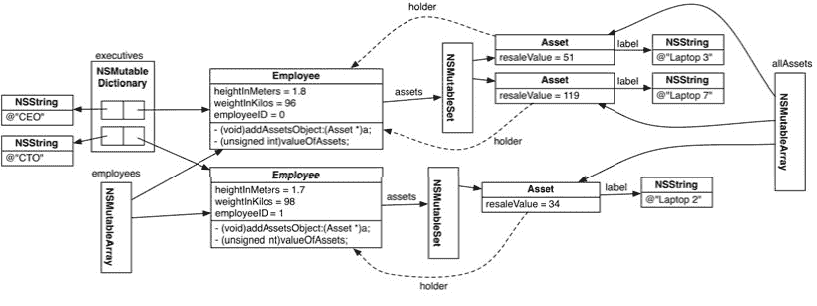 holder
executives
NSMutable
Dictionary
NSString
@"CEO"
NSString
@"CTO"
Employee
heightInMeters = 1.8
weightInKilos = 96
employeeID = 0
- (void)addAssetsObject:(Asset *)a;
- (unsigned int)valueOfAssets;
assets
NSMutableSet
Asset
resaleValue = 51
label
NSString
@"Laptop 3"
Asset
resaleValue = 119
label
NSString
@"Laptop 7"
allAssets
NSMutableArray
holder
employees
NSMutableArray
Employee
heightInMeters = 1.7
weightInKilos = 98
employeeID = 1
- (void)addAssetsObject:(Asset *)a;
- (unsigned nt)valueOfAssets;
assets
NSMutableSet
Asset
resaleValue = 34
label
NSString
@"Laptop 2"
holder